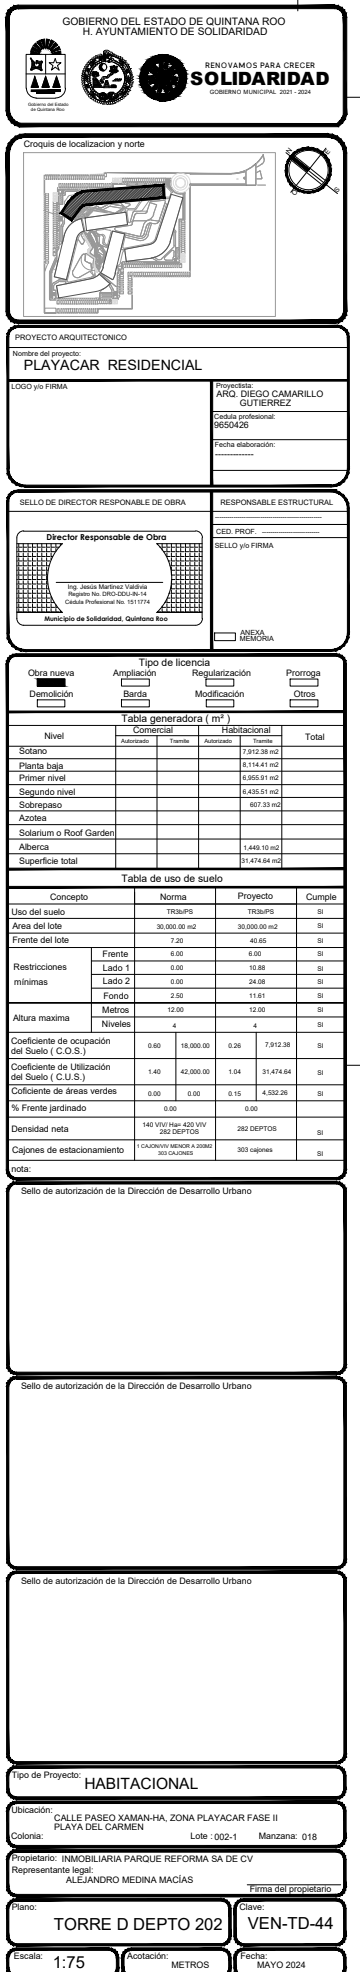 GOBIERNO DEL ESTADO DE QUINTANA ROO
H. AYUNTAMIENTO DE SOLIDARIDAD
RENOVAMOS PARA CRECER
SOLIDARIDAD
GOBIERNO MUNICIPAL 2021 - 2024
Gobierno del Estado
de Quintana Roo
Croquis de localizacion y norte
PROYECTO ARQUITECTONICO
Nombre del proyecto:
PLAYACAR RESIDENCIAL
LOGO y/o FIRMA
Proyectista:
ARQ. DIEGO CAMARILLO
GUTIERREZ
Cedula profesional:
9650426
Fecha elaboración:
-------------
SELLO DE DIRECTOR RESPONABLE DE OBRA
RESPONSABLE ESTRUCTURAL
CED. PROF.
SELLO y/o FIRMA
Director Responsable de Obra
Ing. Jesús Martínez Valdivia
Registro No. DRO-DDU-IN-14
Cédula Profesional No. 1511774
Municipio de Solidaridad, Quintana Roo
ANEXA
MEMORIA
Tipo de licencia
Obra nueva Ampliación Regularización Prorroga
Demolición Barda Modificación Otros
Tabla generadora ( m² )
Nivel Comercial Habitacional Total
Autorizado Tramite Autorizado Tramite
Sotano 7,912.38 m2
Planta baja 8,114.41 m2
Primer nivel 6,955.91 m2
Segundo nivel 6,435.51 m2
Sobrepaso 607.33 m2
Azotea
Solarium o Roof Garden
Alberca 1,449.10 m2
Superficie total 31,474.64 m2
Tabla de uso de suelo
Concepto Norma Proyecto Cumple
Uso del suelo TR3b/PS TR3b/PS SI
Area del lote 30,000.00 m2 30,000.00 m2 SI
Frente del lote 7.20 40.65 SI
Restricciones mínimas
Frente 6.00 6.00 SI
Lado 1 0.00 10.88 SI
Lado 2 0.00 24.08 SI
Fondo 2.50 11.61 SI
Altura maxima
Metros 12.00 12.00 SI
Niveles 4 4 SI
Coeficiente de ocupación
del Suelo ( C.O.S.) 0.60 18,000.00 0.26 7,912.38 SI
Coeficiente de Utilización
del Suelo ( C.U.S.) 1.40 42,000.00 1.04 31,474.64 SI
Coficiente de áreas verdes 0.00 0.00 0.15 4,532.26 SI
% Frente jardinado 0.00 0.00
Densidad neta 140 VIV/ Ha= 420 VIV
282 DEPTOS 282 DEPTOS SI
Cajones de estacionamiento 1 CAJON/VIV MENOR A 200M2
303 CAJONES 303 cajones SI
nota:
Sello de autorización de la Dirección de Desarrollo Urbano
Sello de autorización de la Dirección de Desarrollo Urbano
Sello de autorización de la Dirección de Desarrollo Urbano
Tipo de Proyecto:
HABITACIONAL
Ubicación:
CALLE PASEO XAMAN-HA, ZONA PLAYACAR FASE II
PLAYA DEL CARMEN
Colonia: Lote : 002-1 Manzana: 018
Propietario: INMOBILIARIA PARQUE REFORMA SA DE CV
Representante legal:
ALEJANDRO MEDINA MACÍAS
Firma del propietario
Plano:
TORRE D DEPTO 202
Clave:
VEN-TD-44
Escala: 1:75
Acotación:
METROS
Fecha:
MAYO 2024